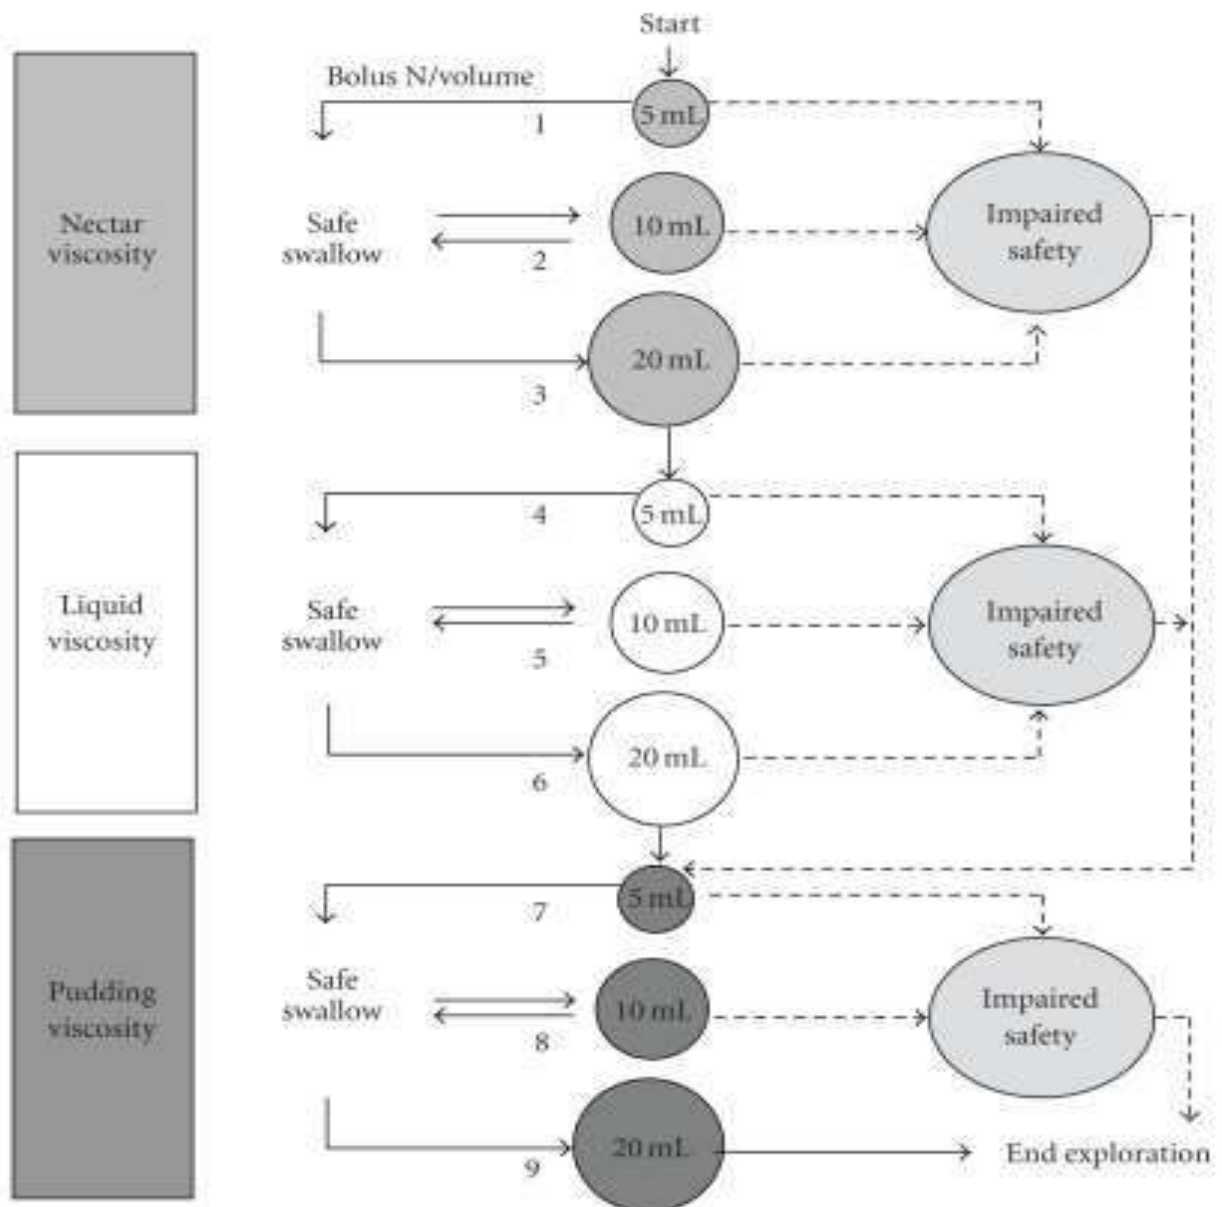 Start
Bolus N/volume
1
5 mL
Nectar
viscosity
Safe
swallow
2
10 mL
Impaired
safety
3
20 mL
4
5 mL
Liquid
viscosity
Safe
swallow
5
10 mL
Impaired
safety
6
20 mL
7
5 mL
Pudding
viscosity
Safe
swallow
8
10 mL
Impaired
safety
9
20 mL
End exploration